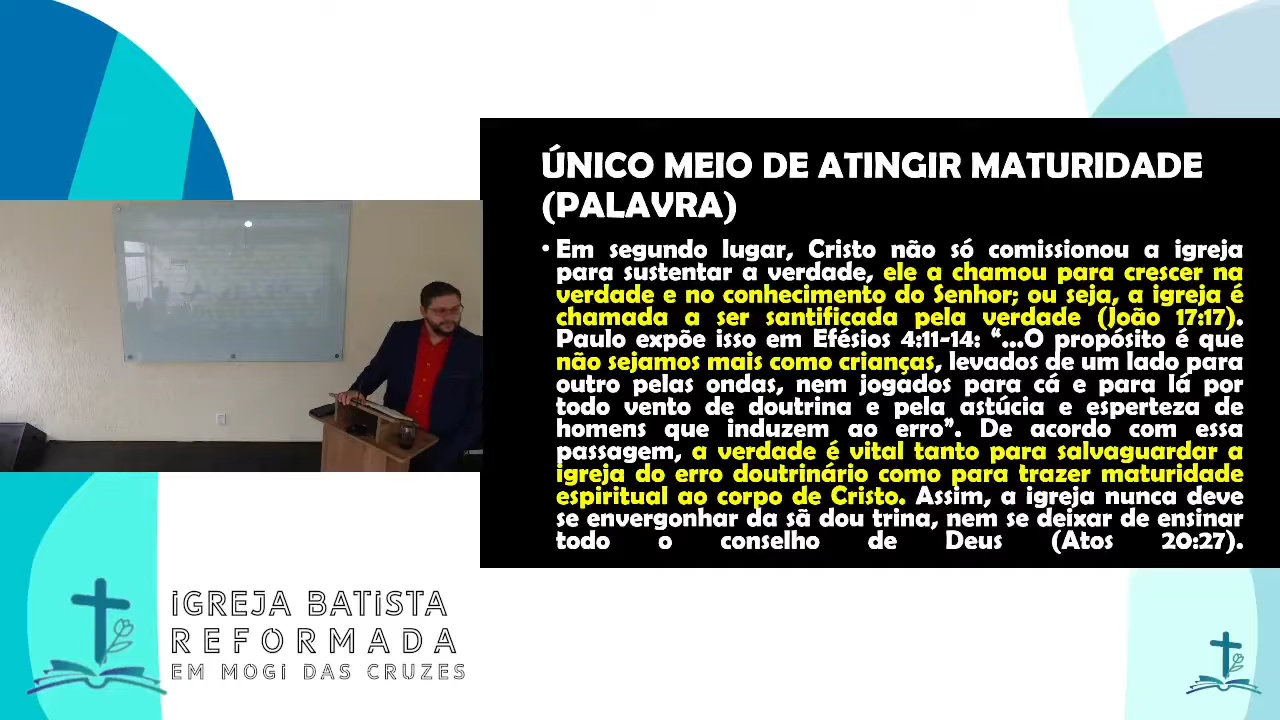 ÚNICO MEIO DE ATINGIR MATURIDADE
(PALAVRA)
• Em segundo lugar, Cristo não só comissionou a igreja
para sustentar a verdade, ele a chamou para crescer na
verdade e no conhecimento do Senhor; ou seja, a igreja é
chamada a ser santificada pela verdade (João 17:17).
Paulo expõe isso em Efésios 4:11-14: “...O propósito é que
não sejamos mais como crianças, levados de um lado para
outro pelas ondas, nem jogados para cá e para lá por
todo vento de doutrina e pela astúcia e esperteza de
homens que induzem ao erro”. De acordo com essa
passagem, a verdade é vital tanto para salvaguardar a
igreja do erro doutrinário como para trazer maturidade
espiritual ao corpo de Cristo. Assim, a igreja nunca deve
se envergonhar da sã dou trina, nem se deixar de ensinar
todo o conselho de Deus (Atos 20:27).
iGREJA BATiSTA
REFORMADA
EM MOGi DAS CRUZES